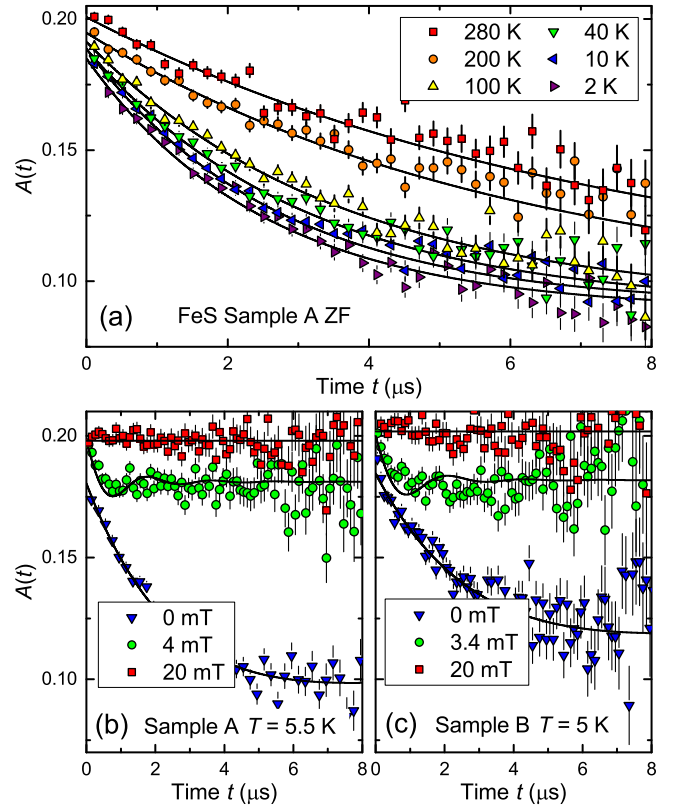 0.20
280 K 40 K
200 K 10 K
100 K 2 K
0.15
A(t)
0.10
(a) FeS Sample A ZF
0 2 4 6 8
Time t (μs)
0.20
0.15
A(t)
0 mT
4 mT
20 mT
0 mT
3.4 mT
20 mT
0.10
(b) Sample A T = 5.5 K
(c) Sample B T = 5 K
0 2 4 6 8 0 2 4 6 8
Time t (μs) Time t (μs)